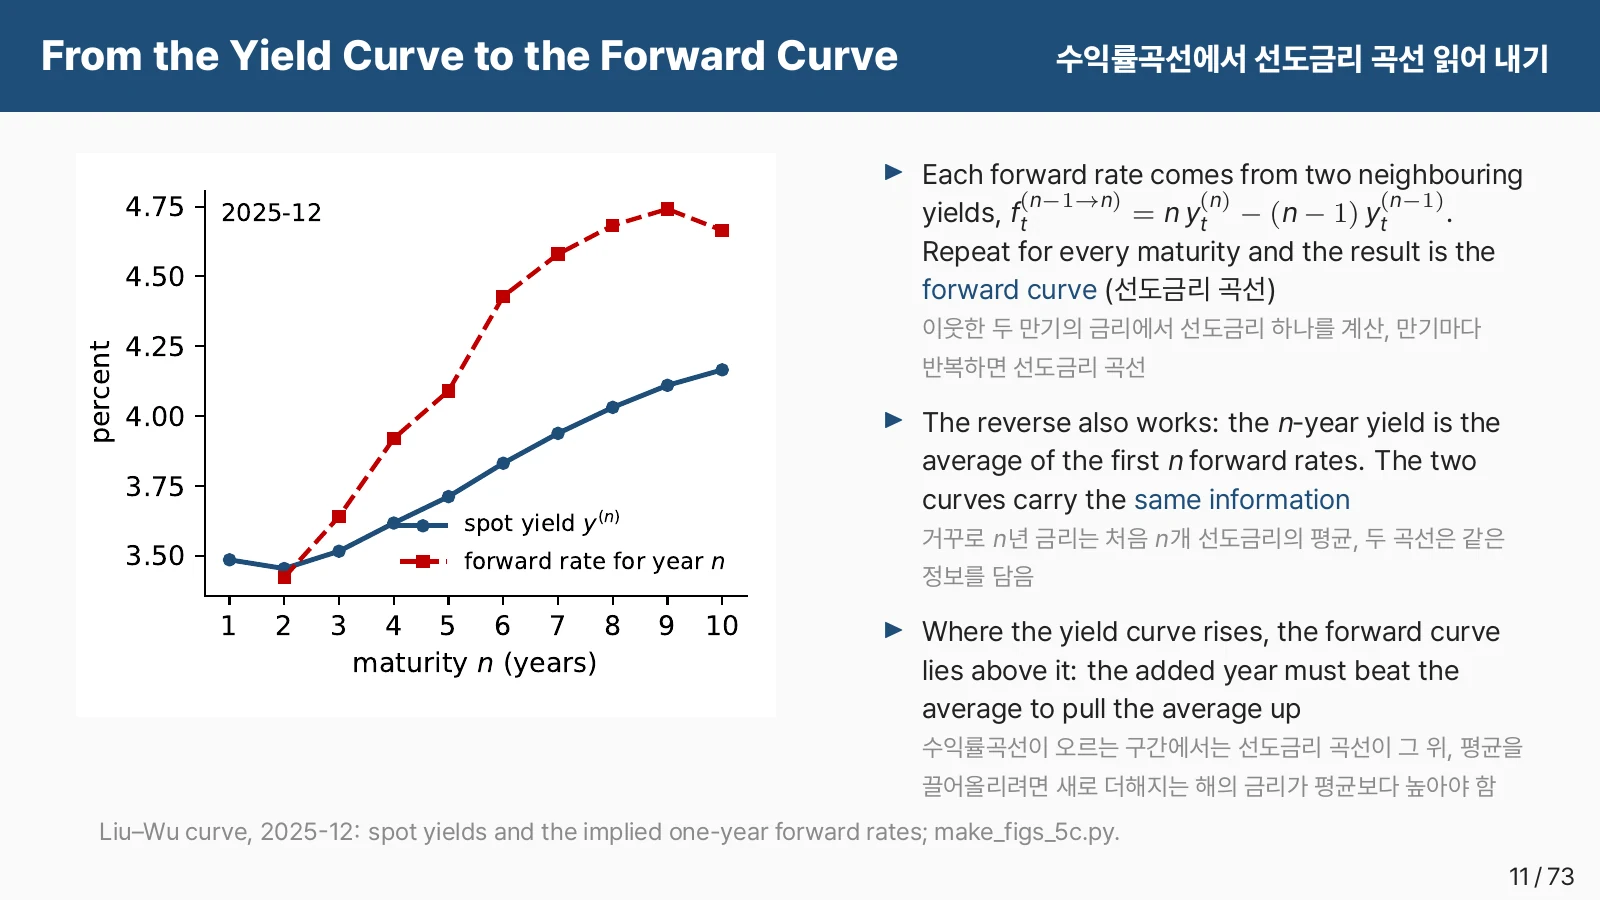 From the Yield Curve to the Forward Curve
수익률곡선에서 선도금리 곡선 읽어 내기
2025-12
4.75
4.50
4.25
4.00
3.75
3.50
percent
spot yield y^(n)
forward rate for year n
1 2 3 4 5 6 7 8 9 10
maturity n (years)
▶ Each forward rate comes from two neighbouring
yields, f_t^(n−1→n) = n y_t^(n) − (n − 1) y_t^(n−1).
Repeat for every maturity and the result is the
forward curve (선도금리 곡선)
이웃한 두 만기의 금리에서 선도금리 하나를 계산, 만기마다
반복하면 선도금리 곡선
▶ The reverse also works: the n-year yield is the
average of the first n forward rates. The two
curves carry the same information
거꾸로 n년 금리는 처음 n개 선도금리의 평균, 두 곡선은 같은
정보를 담음
▶ Where the yield curve rises, the forward curve
lies above it: the added year must beat the
average to pull the average up
수익률곡선이 오르는 구간에서는 선도금리 곡선이 그 위, 평균을
끌어올리려면 새로 더해지는 해의 금리가 평균보다 높아야 함
Liu–Wu curve, 2025-12: spot yields and the implied one-year forward rates; make_figs_5c.py.
11 / 73